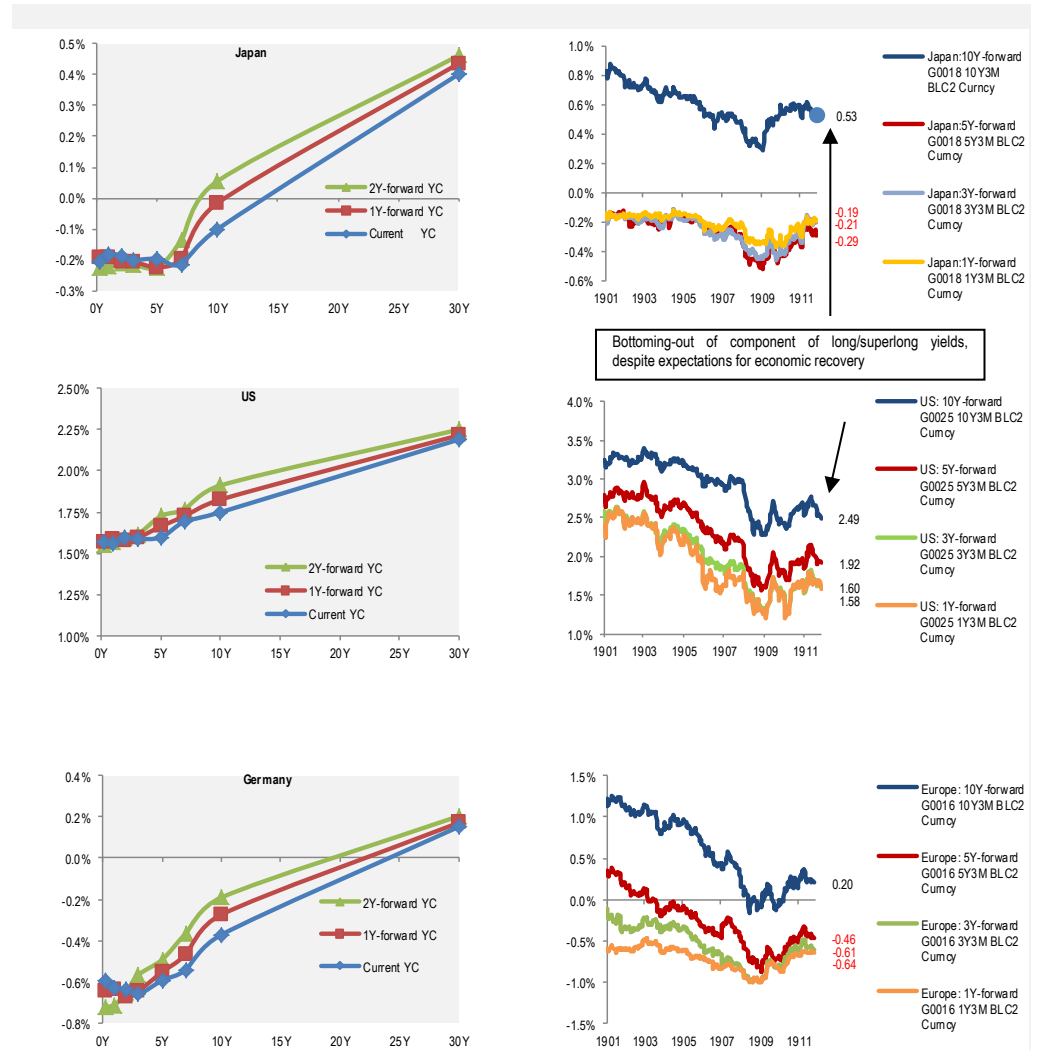 Japan
0.5%
0.4%
0.3%
0.2%
0.1%
0.0%
-0.1%
-0.2%
-0.3%
0Y 5Y 10Y 15Y 20Y 25Y 30Y
2Y-forward YC
1Y-forward YC
Current YC
1.0%
0.8%
0.6%
0.4%
0.2%
0.0%
-0.2%
-0.4%
-0.6%
1901 1903 1905 1907 1909 1911
0.53
-0.19
-0.21
-0.29
Japan:10Y-forward
G0018 10Y3M
BLC2 Curncy
Japan:5Y-forward
G0018 5Y3M BLC2
Curncy
Japan:3Y-forward
G0018 3Y3M BLC2
Curncy
Japan:1Y-forward
G0018 1Y3M BLC2
Curncy
Bottoming-out of component of long/superlong yields,
despite expectations for economic recovery
US
2.50%
2.25%
2.00%
1.75%
1.50%
1.25%
1.00%
0Y 5Y 10Y 15Y 20Y 25Y 30Y
2Y-forward YC
1Y-forward YC
Current YC
4.0%
3.5%
3.0%
2.5%
2.0%
1.5%
1.0%
1901 1903 1905 1907 1909 1911
2.49
1.92
1.60
1.58
US: 10Y-forward
G0025 10Y3M BLC2
Curncy
US: 5Y-forward
G0025 5Y3M BLC2
Curncy
US: 3Y-forward
G0025 3Y3M BLC2
Curncy
US: 1Y-forward
G0025 1Y3M BLC2
Curncy
Germany
0.4%
0.2%
0.0%
-0.2%
-0.4%
-0.6%
-0.8%
0Y 5Y 10Y 15Y 20Y 25Y 30Y
2Y-forward YC
1Y-forward YC
Current YC
1.5%
1.0%
0.5%
0.0%
-0.5%
-1.0%
-1.5%
1901 1903 1905 1907 1909 1911
0.20
-0.46
-0.61
-0.64
Europe: 10Y-forward
G0016 10Y3M BLC2
Curncy
Europe: 5Y-forward
G0016 5Y3M BLC2
Curncy
Europe: 3Y-forward
G0016 3Y3M BLC2
Curncy
Europe: 1Y-forward
G0016 1Y3M BLC2
Curncy